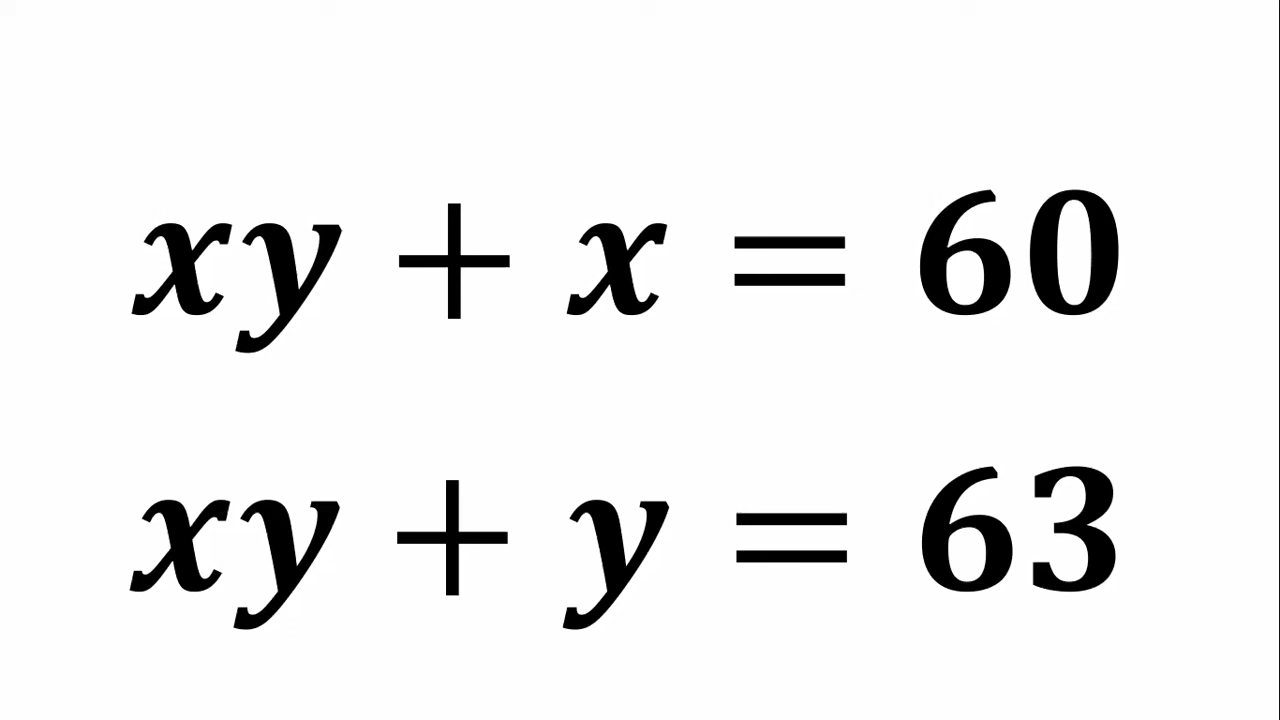 xy + x = 60
xy + y = 63